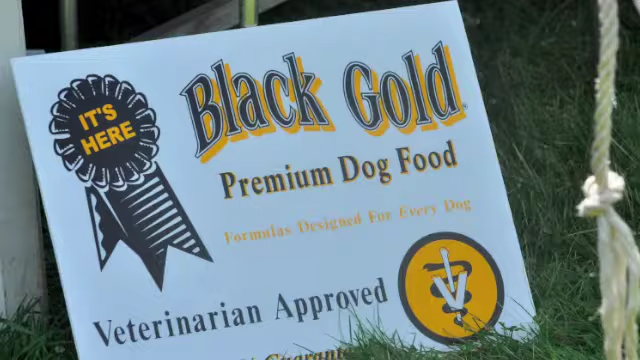 IT'S
HERE
Black Gold
Premium Dog Food
Formulas Designed For Every Dog
Veterinarian Approved
V